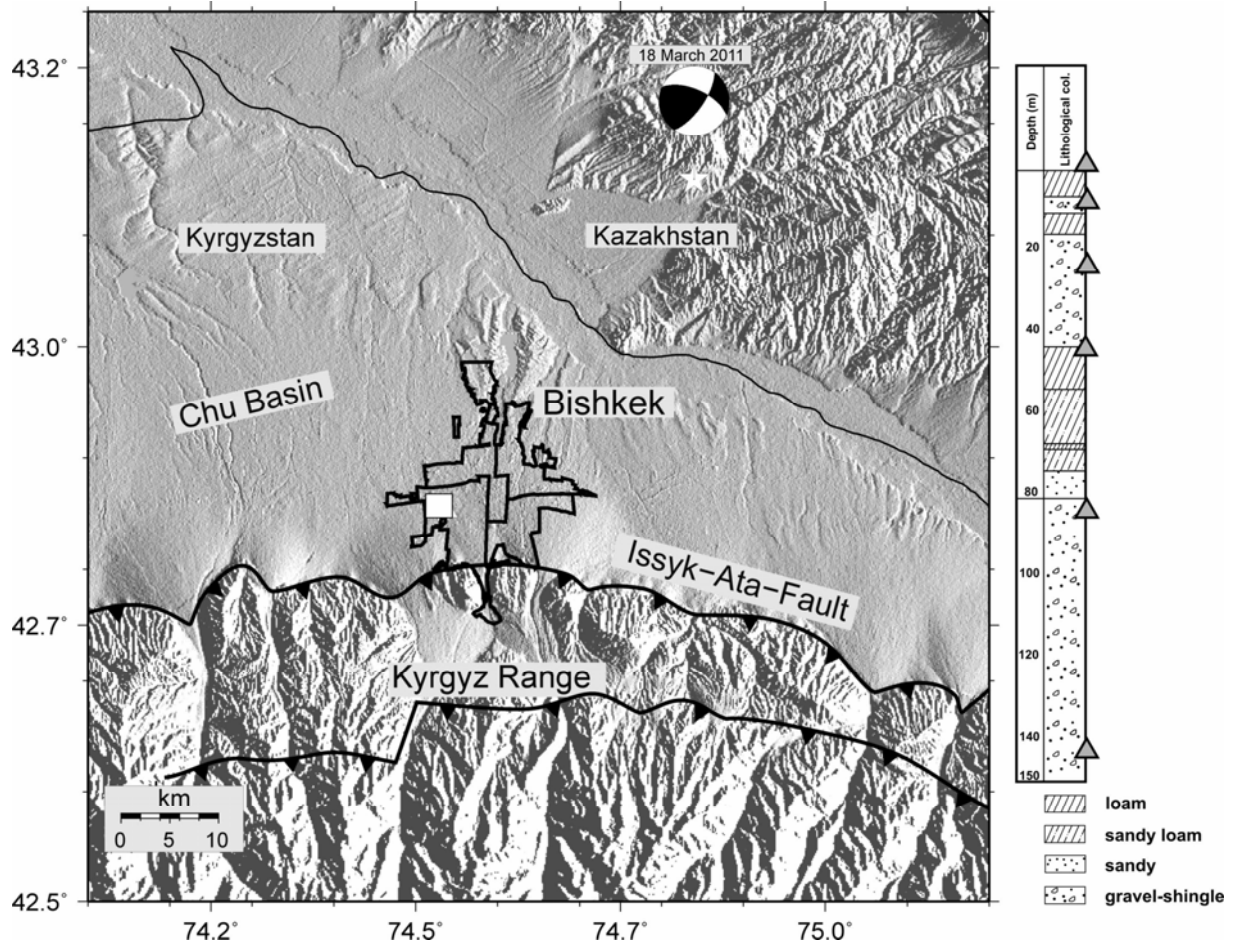 18 March 2011
43.2°
Kyrgyzstan
Kazakhstan
43.0°
Chu Basin
Bishkek
Issyk-Ata-Fault
42.7°
Kyrgyz Range
km
0 5 10
42.5°
74.2°
74.5°
74.7°
75.0°
Depth (m)
Lithological col.
20
40
60
80
100
120
140
150
loam
sandy loam
sandy
gravel-shingle